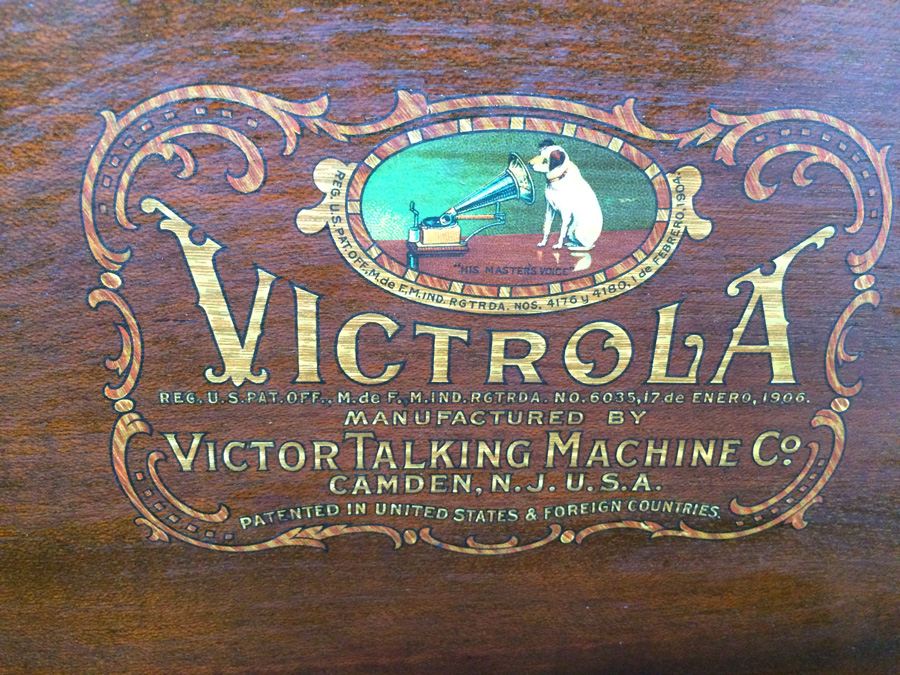 "HIS MASTER'S VOICE"
REG. U.S. PAT. OFF., M. de F., M. IND. RGTRDA. NOS. 4176 y 4180, 1 de FEBRERO, 1904.
VICTROLA
REG. U.S. PAT. OFF., M. de F. M. IND. RGTRDA. NO. 6035, 17 de ENERO, 1906.
MANUFACTURED BY
VICTOR TALKING MACHINE Co.
CAMDEN, N. J. U. S. A.
PATENTED IN UNITED STATES & FOREIGN COUNTRIES.